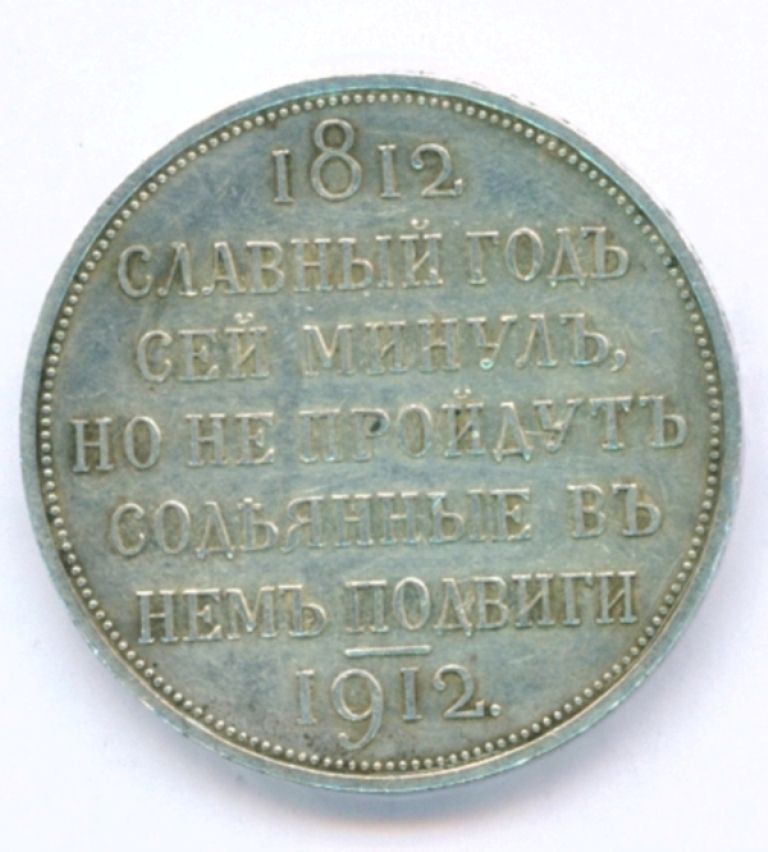 1812
СЛАВНЫЙ ГОДЪ
СЕЙ МИНУЛЪ,
НО НЕ ПРОЙДУТЪ
СОДѢЯННЫЕ ВЪ
НЕМЪ ПОДВИГИ
1912.